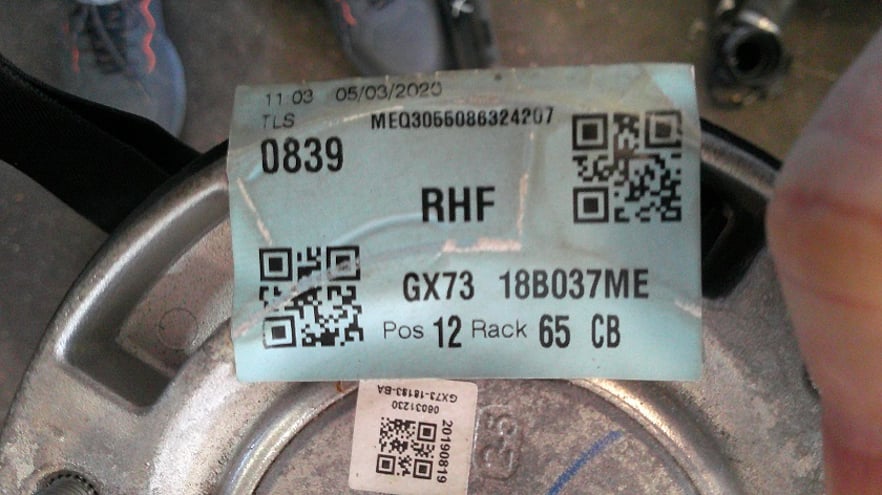 11 03 05/03/2020
TLS MEQ3055086324207
0839
RHF
GX73 18B037ME
Pos 12 Rack 65 CB
GX73-18183-BA
08031230
20190819